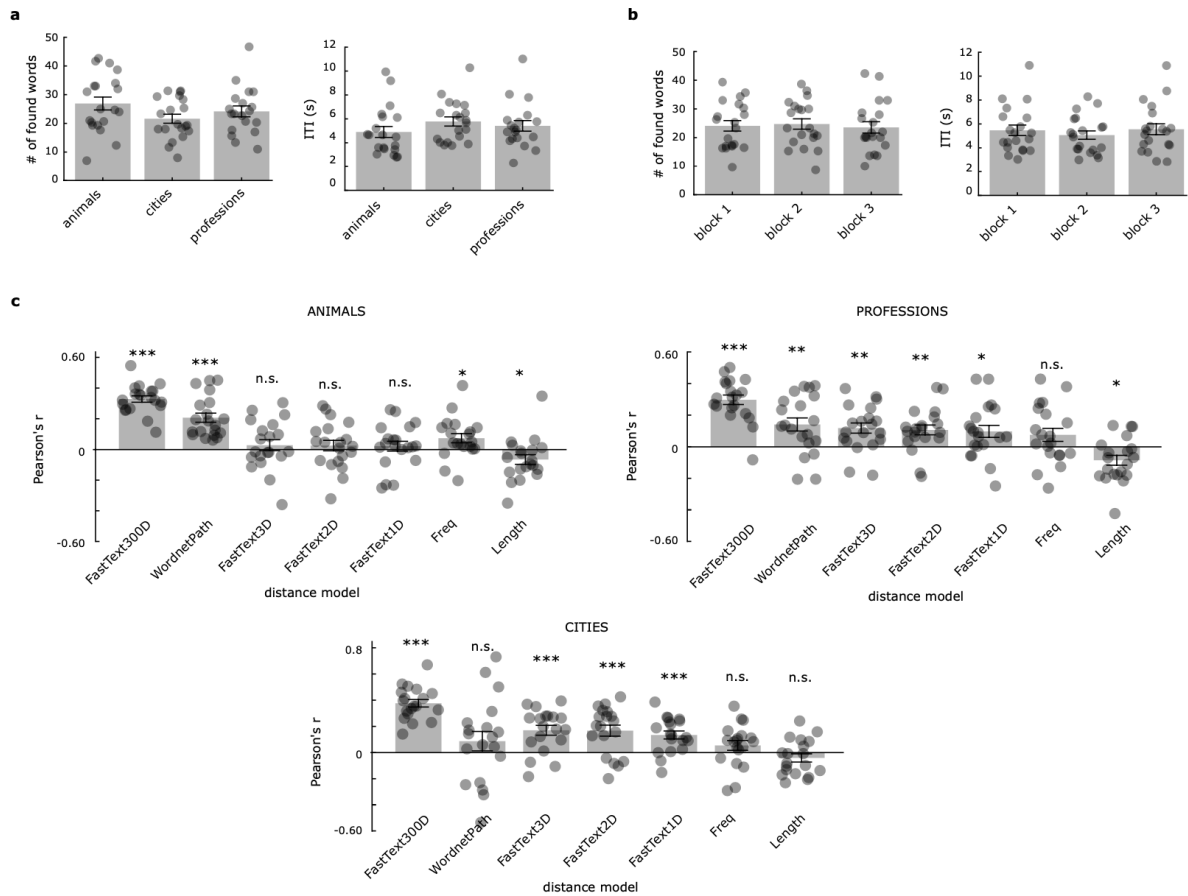 a
# of found words
50
40
30
20
10
0
animals
cities
professions
ITI (s)
12
10
8
6
4
2
0
animals
cities
professions
b
# of found words
50
40
30
20
10
0
block 1
block 2
block 3
ITI (s)
12
10
8
6
4
2
0
block 1
block 2
block 3
c
ANIMALS
Pearson's r
0.60
0
-0.60
***
***
n.s.
n.s.
n.s.
*
*
FastText300D
WordnetPath
FastText3D
FastText2D
FastText1D
Freq
Length
distance model
PROFESSIONS
Pearson's r
0.60
0
-0.60
***
**
**
**
*
n.s.
*
FastText300D
WordnetPath
FastText3D
FastText2D
FastText1D
Freq
Length
distance model
CITIES
Pearson's r
0.8
0
-0.60
***
n.s.
***
***
***
n.s.
n.s.
FastText300D
WordnetPath
FastText3D
FastText2D
FastText1D
Freq
Length
distance model